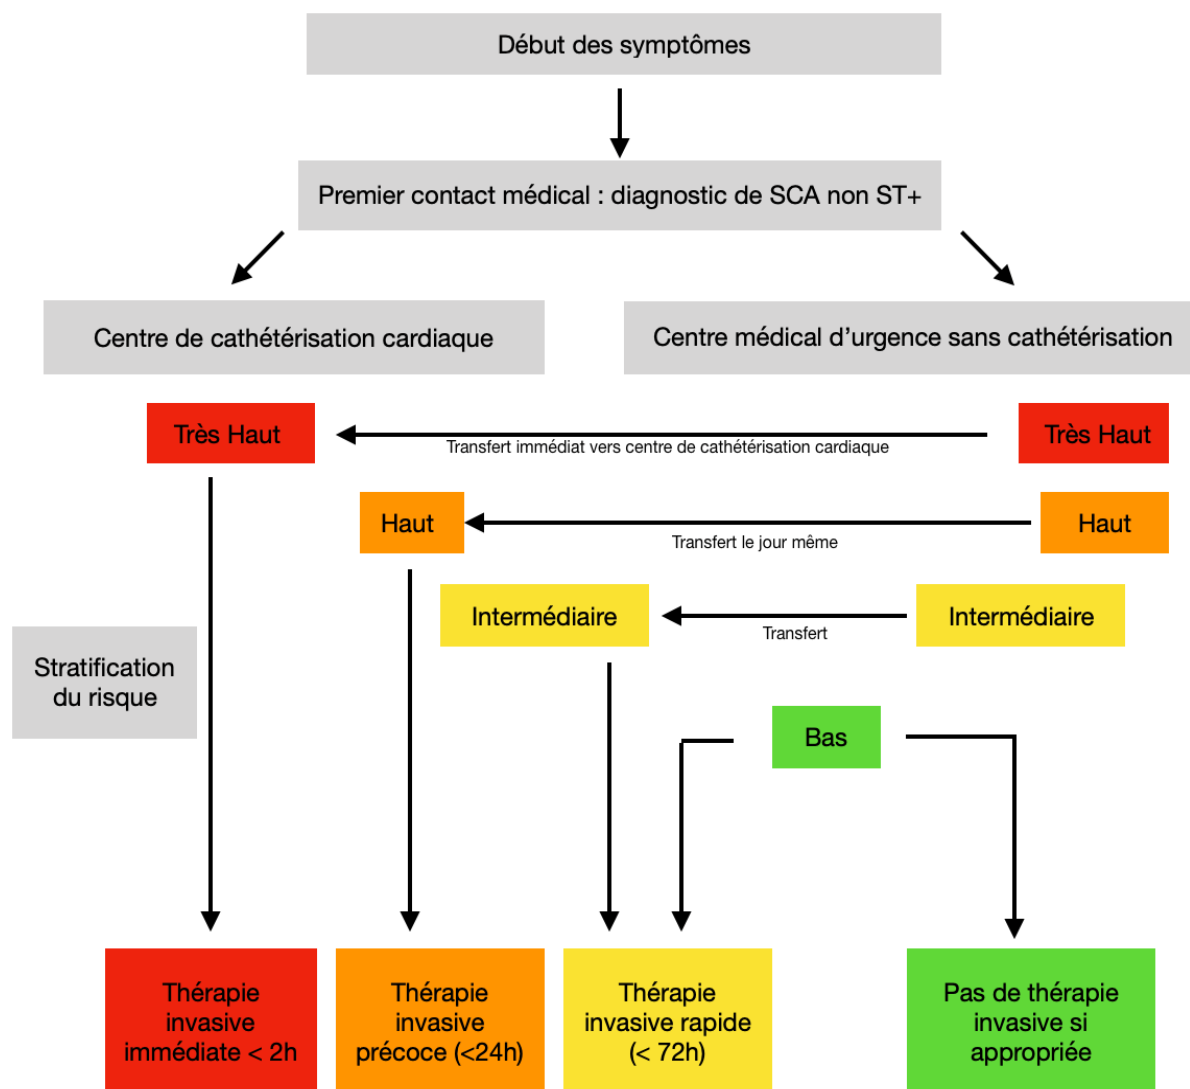 Début des symptômes
Premier contact médical : diagnostic de SCA non ST+
Centre de cathétérisation cardiaque
Centre médical d’urgence sans cathétérisation
Très Haut
Transfert immédiat vers centre de cathétérisation cardiaque
Très Haut
Haut
Transfert le jour même
Haut
Intermédiaire
Transfert
Intermédiaire
Stratification
du risque
Bas
Thérapie
invasive
immédiate < 2h
Thérapie
invasive
précoce (<24h)
Thérapie
invasive rapide
(< 72h)
Pas de thérapie
invasive si
appropriée